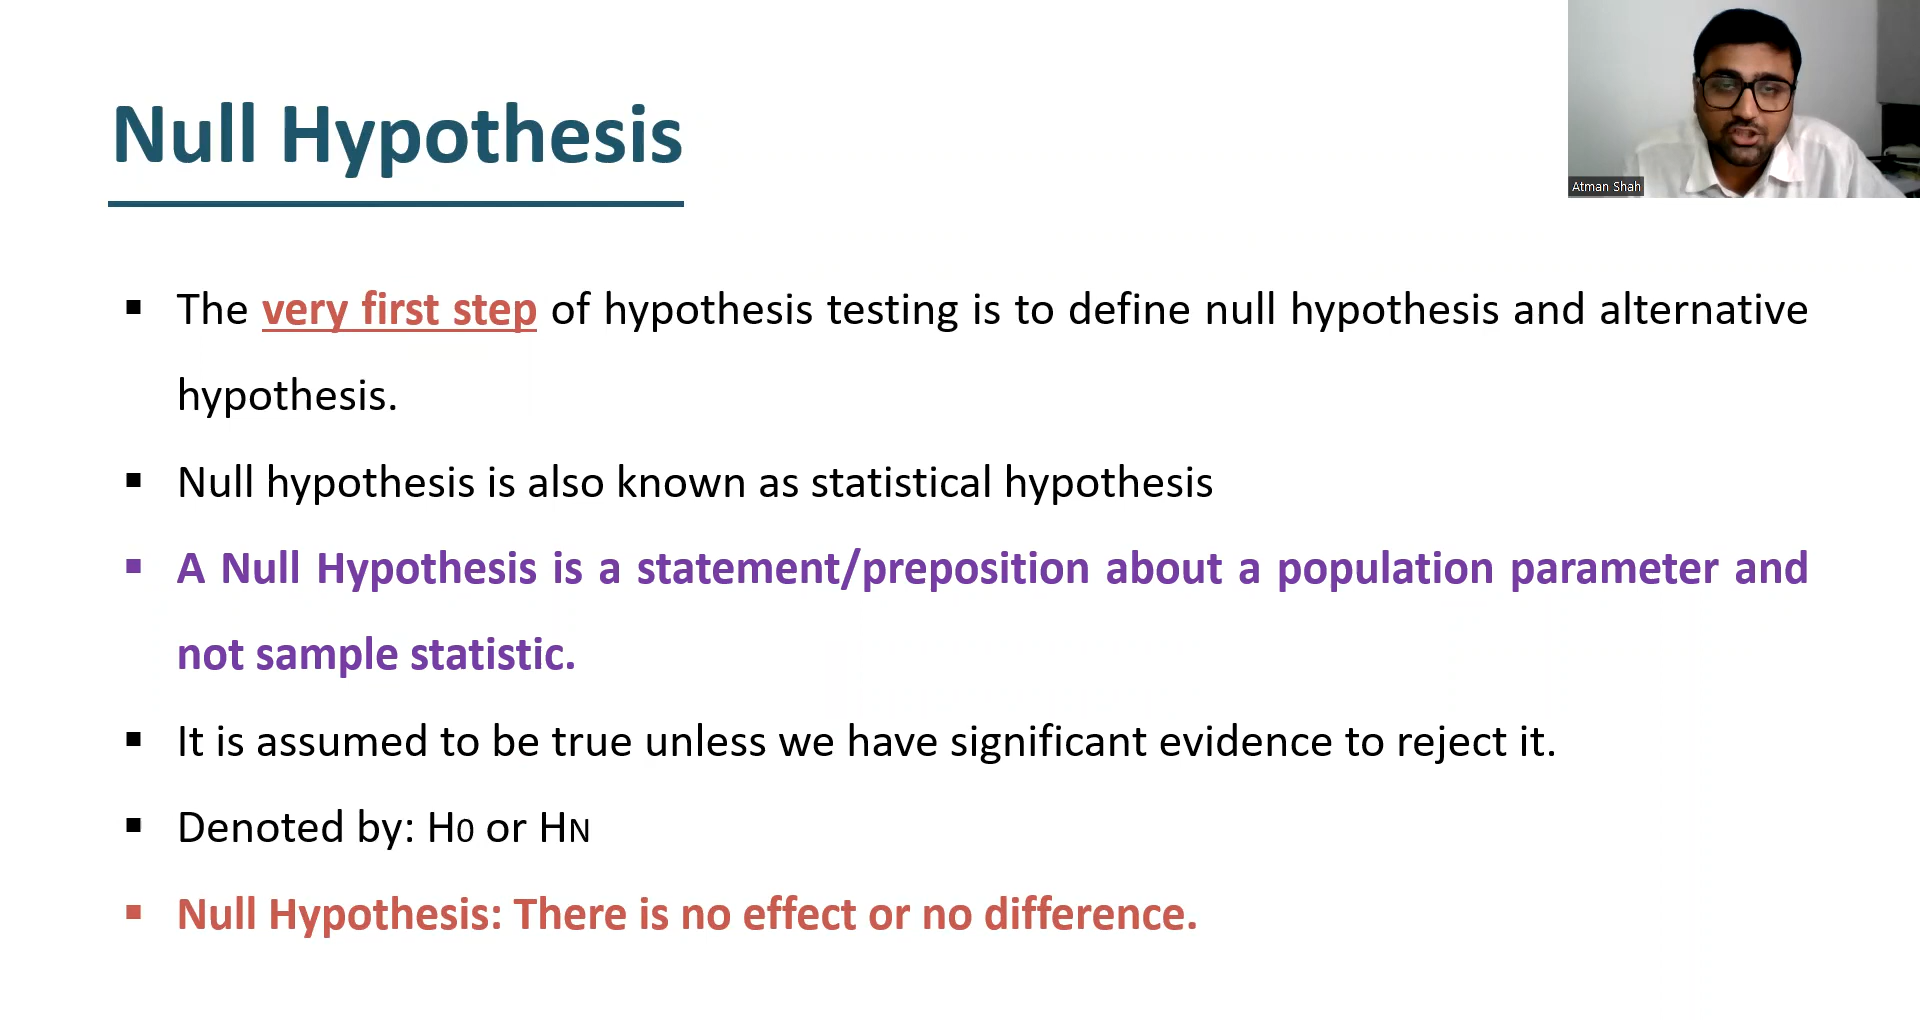 Null Hypothesis
Atman Shah
▪ The very first step of hypothesis testing is to define null hypothesis and alternative
hypothesis.
▪ Null hypothesis is also known as statistical hypothesis
▪ A Null Hypothesis is a statement/preposition about a population parameter and
not sample statistic.
▪ It is assumed to be true unless we have significant evidence to reject it.
▪ Denoted by: H0 or HN
▪ Null Hypothesis: There is no effect or no difference.